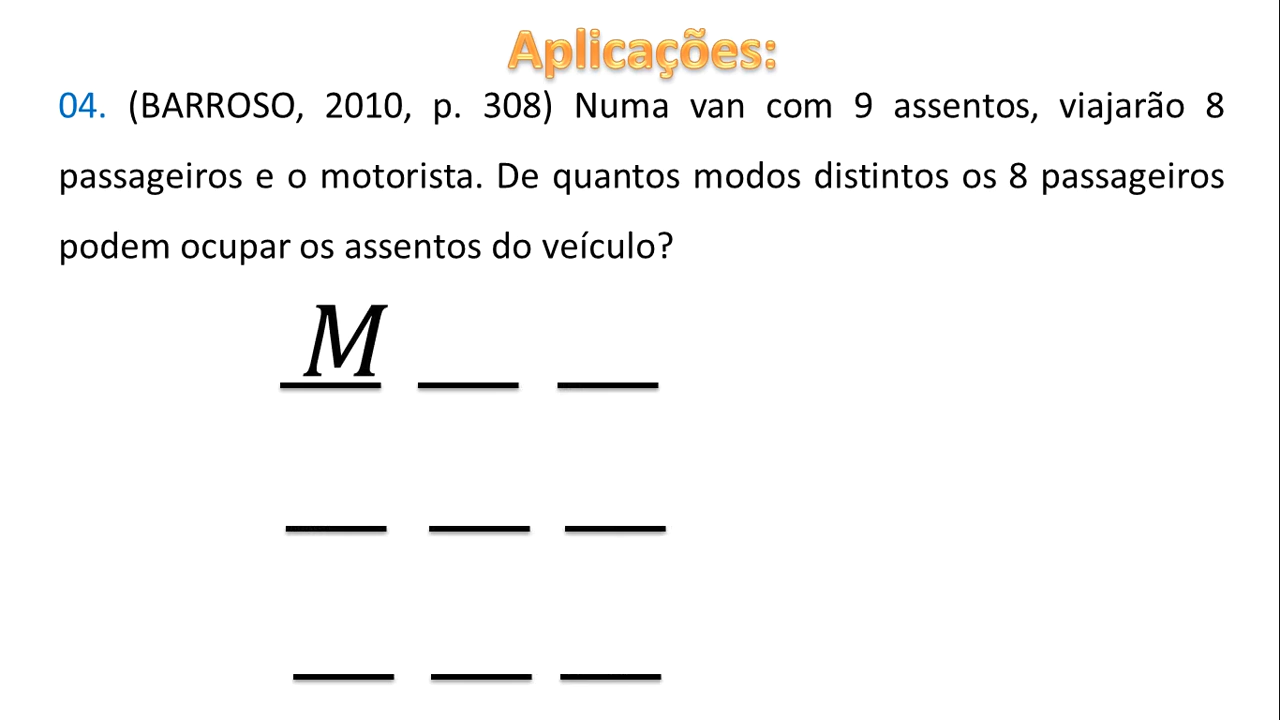 Aplicações:
04. (BARROSO, 2010, p. 308) Numa van com 9 assentos, viajarão 8
passageiros e o motorista. De quantos modos distintos os 8 passageiros
podem ocupar os assentos do veículo?
M